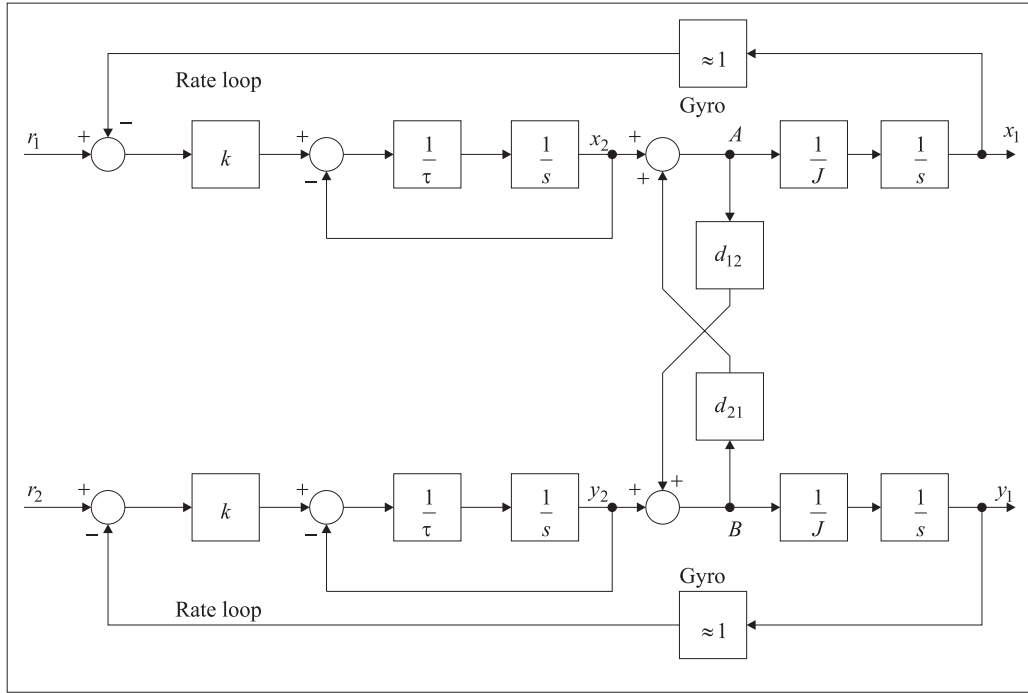 ≈ 1
Rate loop
Gyro
r₁ + − k − 1/τ 1/s x₂ + + A 1/J 1/s x₁
d₁₂
d₂₁
r₂ + − k + − 1/τ 1/s y₂ + + B 1/J 1/s y₁
Gyro
Rate loop
≈ 1